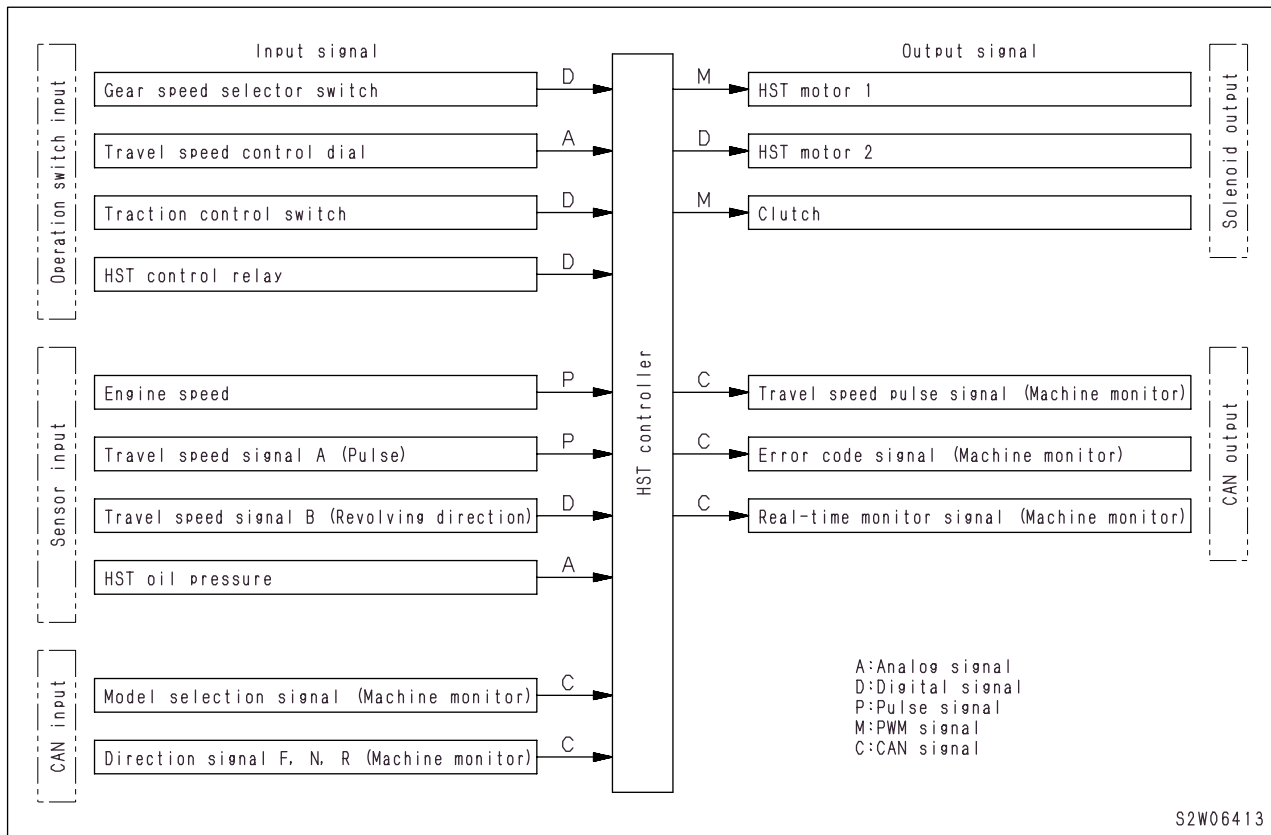 Input signal
Output signal
Operation switch input
Gear speed selector switch
D
Travel speed control dial
A
Traction control switch
D
HST control relay
D
Sensor input
Engine speed
P
Travel speed signal A (Pulse)
P
Travel speed signal B (Revolving direction)
D
HST oil pressure
A
CAN input
Model selection signal (Machine monitor)
C
Direction signal F, N, R (Machine monitor)
C
HST controller
M
HST motor 1
D
HST motor 2
M
Clutch
Solenoid output
C
Travel speed pulse signal (Machine monitor)
C
Error code signal (Machine monitor)
C
Real-time monitor signal (Machine monitor)
CAN output
A:Analog signal
D:Digital signal
P:Pulse signal
M:PWM signal
C:CAN signal
S2W06413